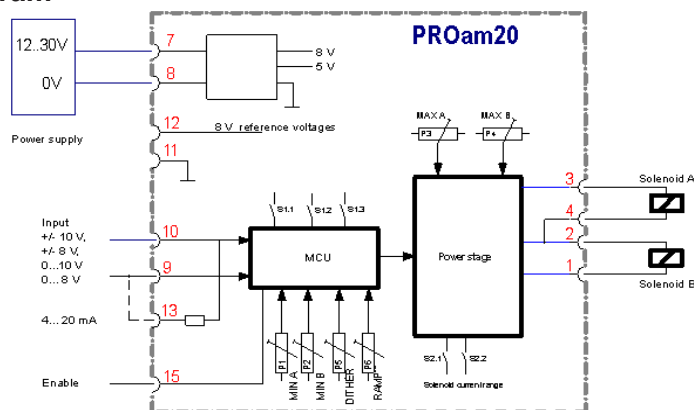 PROam20
12..30V
0V
Power supply
7
8
8 V
5 V
12
8 V reference voltages
11
MAX A
P3
MAX B
P4
Input
+/- 10 V,
+/- 8 V,
0...10 V
0...8 V
10
9
13
4... 20 mA
Enable
15
S1.1
S1.2
S1.3
MCU
P1
MIN A
P2
MIN B
P5
DITHER
P6
RAMP
Power stage
S2.1
S2.2
Solenoid current range
3
4
2
1
Solenoid A
Solenoid B